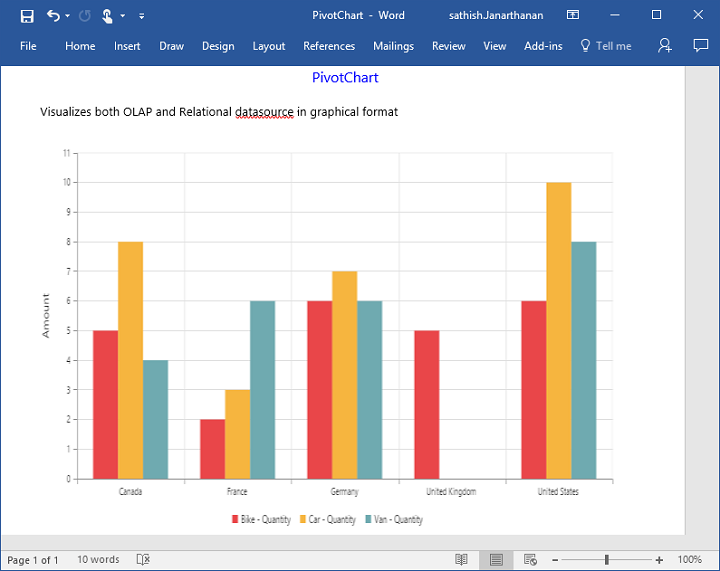 PivotChart - Word
sathish.Janarthanan
File Home Insert Draw Design Layout References Mailings Review View Add-ins Tell me
PivotChart
Visualizes both OLAP and Relational datasource in graphical format
11
10
9
8
7
6
5
4
3
2
1
0
Amount
Canada France Germany United Kingdom United States
Bike - Quantity Car - Quantity Van - Quantity
Page 1 of 1 10 words 100%